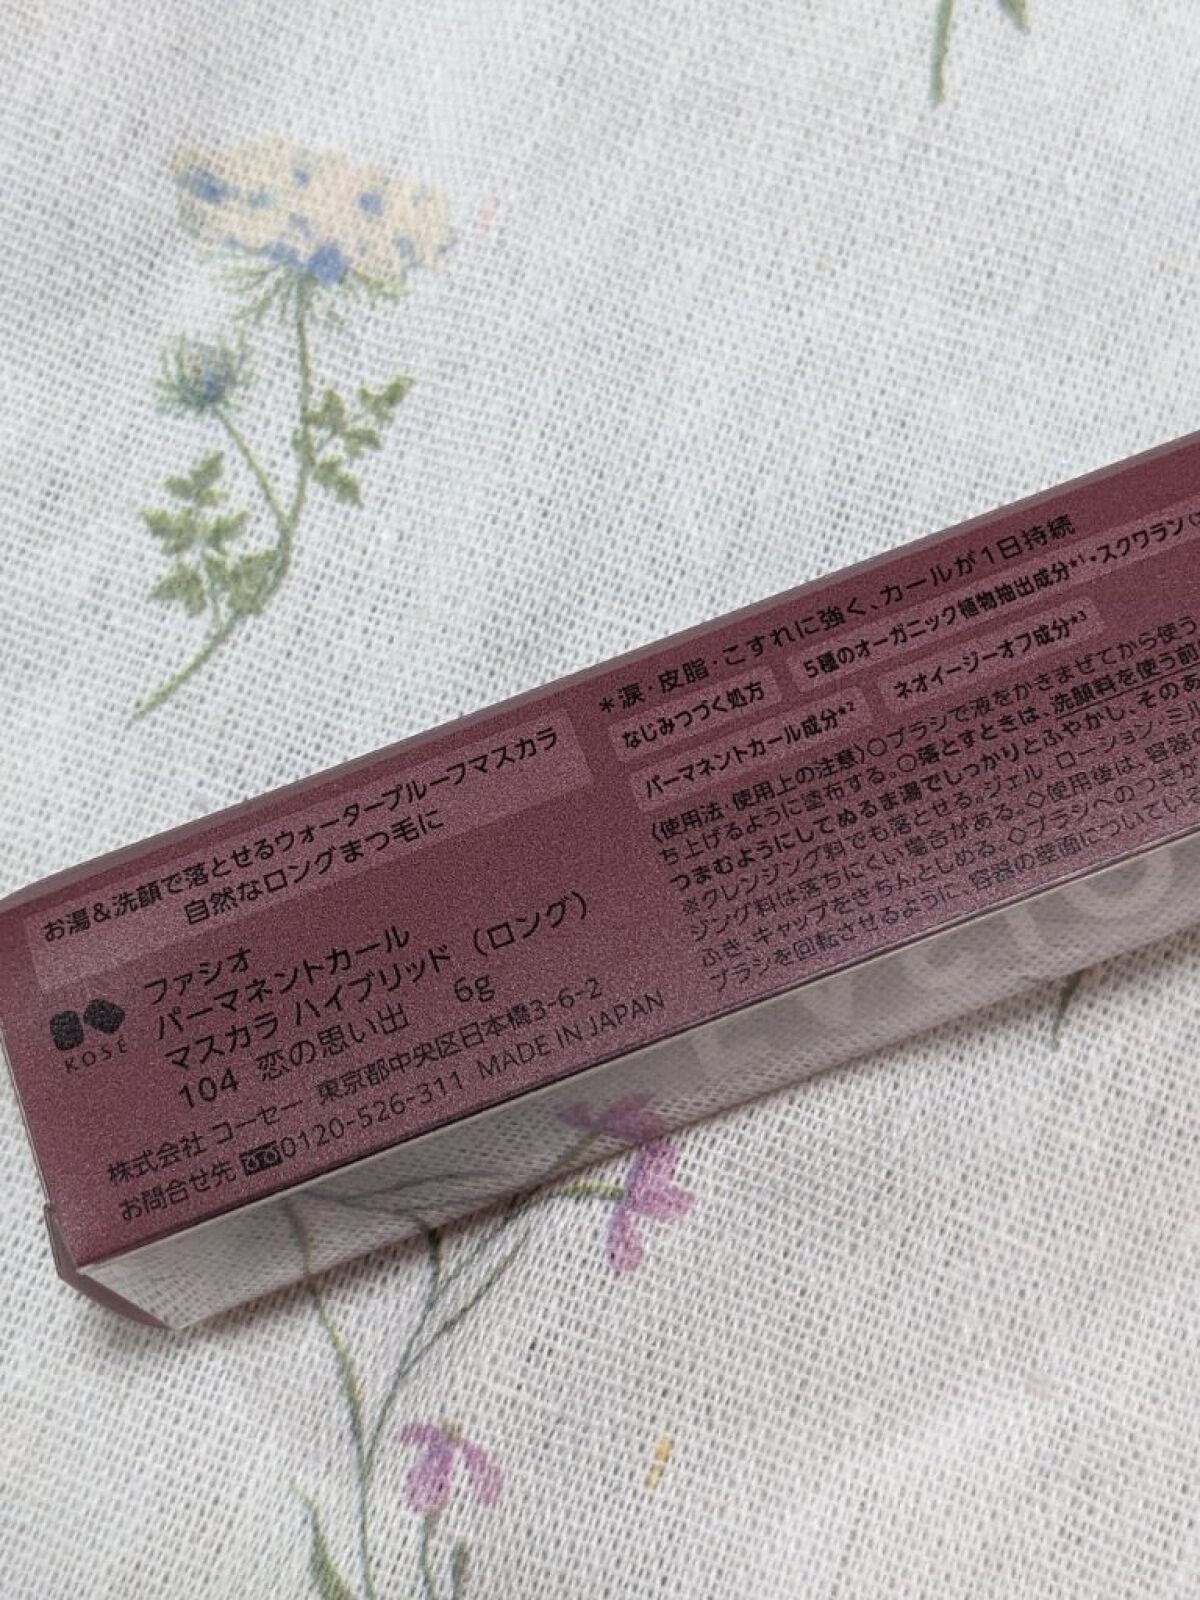 お湯&洗顔で落とせるウォータープルーフマスカラ
自然なロングまつ毛に
KOSÉ
ファシオ
パーマネントカール
マスカラ ハイブリッド (ロング)
104 恋の思い出 6g
株式会社 コーセー 東京都中央区日本橋3-6-2
お問合せ先 0120-526-311 MADE IN JAPAN
*涙・皮脂・こすれに強く、カールが1日持続
なじみつづく処方
5種のオーガニック植物抽出成分*1・スクワラン
パーマネントカール成分*2
ネオイージーオフ成分*3
〈使用法・使用上の注意〉○ブラシで液をかきまぜてから使う
ち上げるように塗布する。○落とすときは、洗顔料を使う前
つまむようにしてぬるま湯でしっかりとふやかし、そのあ
※クレンジング料でも落とせる。ジェル・ローション・ミル
ジング料は落ちにくい場合がある。◇使用後は、容器の
ふき、キャップをきちんとしめる。◇ブラシへのつきが
ブラシを回転させるように、容器の壁面についている